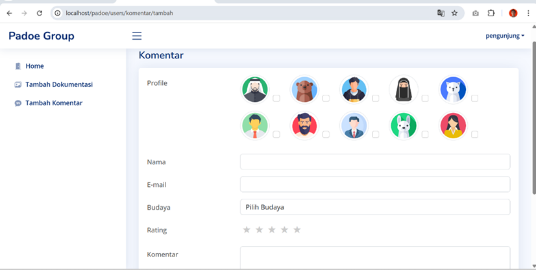 localhost/padoe/users/komentar/tambah
Padoe Group
pengunjung
Komentar
Home
Tambah Dokumentasi
Tambah Komentar
Profile
Nama
E-mail
Budaya
Pilih Budaya
Rating
Komentar